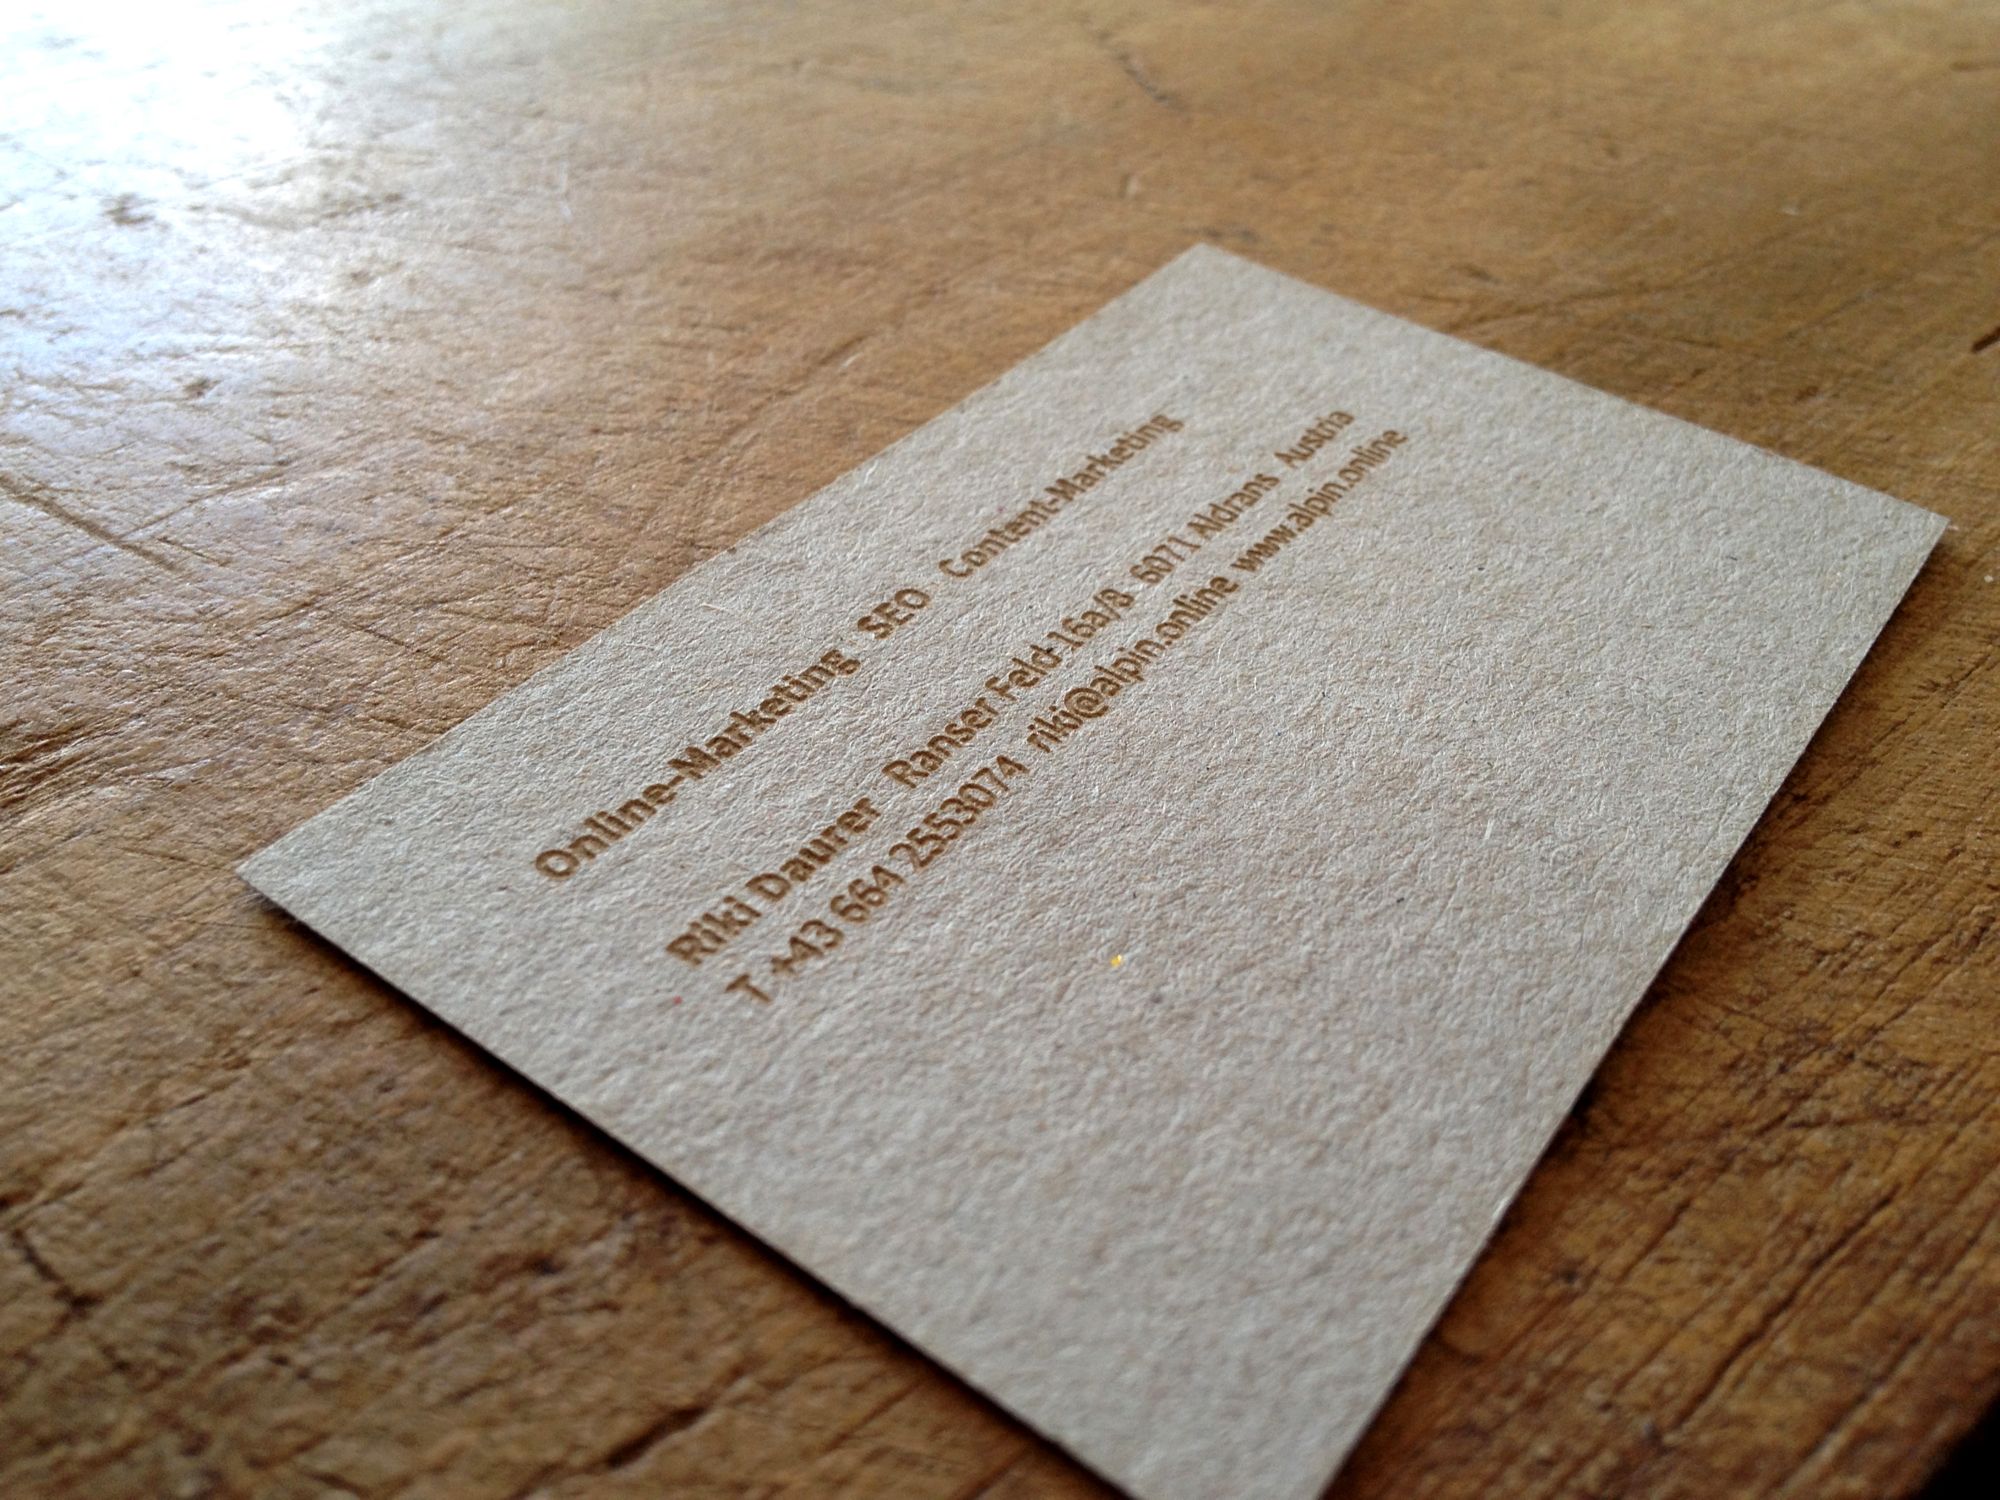 Online-Marketing SEO Content-Marketing
Riki Daurer Ranser Feld 16a/8 6071 Aldrans Austria
T +43 664 2553074 riki@alpin.online www.alpin.online